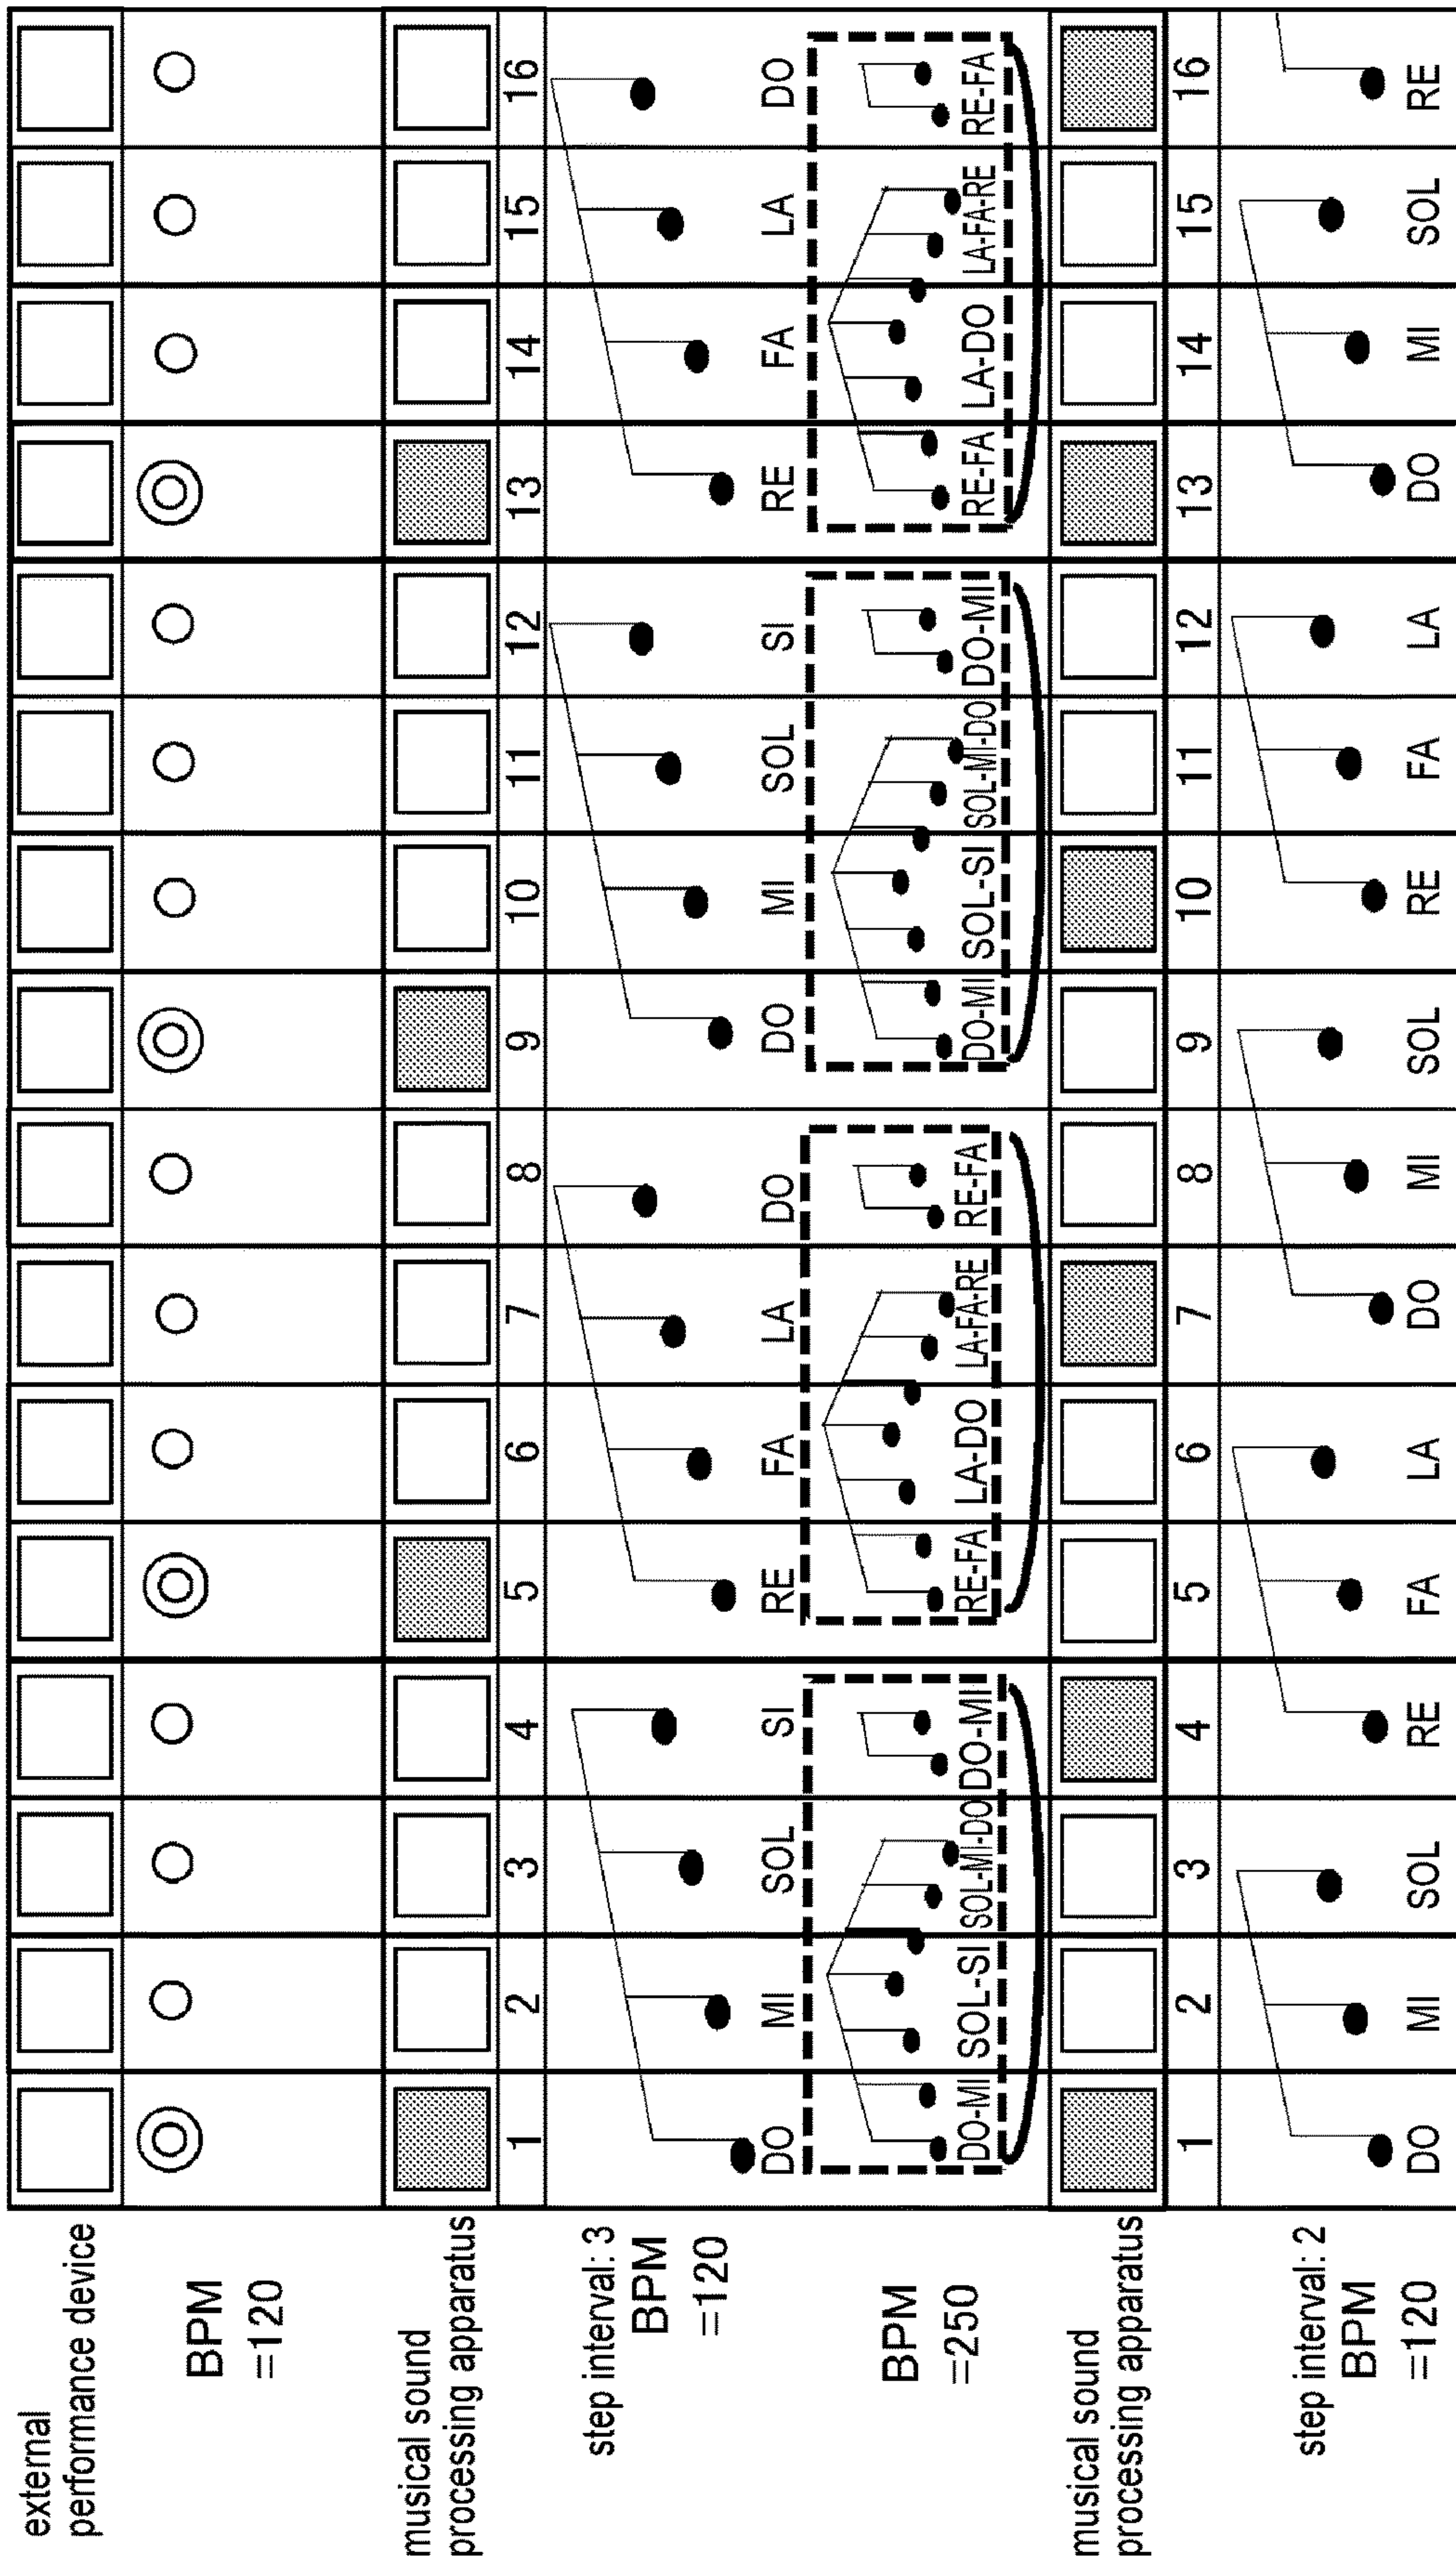 external
performance device
BPM
=120
musical sound
processing apparatus
1 2 3 4 5 6 7 8 9 10 11 12 13 14 15 16
step interval: 3
BPM
=120
DO MI SOL SI RE FA LA DO DO MI SOL SI RE FA LA DO
BPM
=250
DO-MI SOL-SI SOL-MI-DO DO-MI RE-FA LA-DO LA-FA-RE RE-FA DO-MI SOL-SI SOL-MI-DO DO-MI RE-FA LA-DO LA-FA-RE RE-FA
musical sound
processing apparatus
1 2 3 4 5 6 7 8 9 10 11 12 13 14 15 16
step interval: 2
BPM
=120
DO MI SOL RE FA LA DO MI SOL RE FA LA DO MI SOL RE